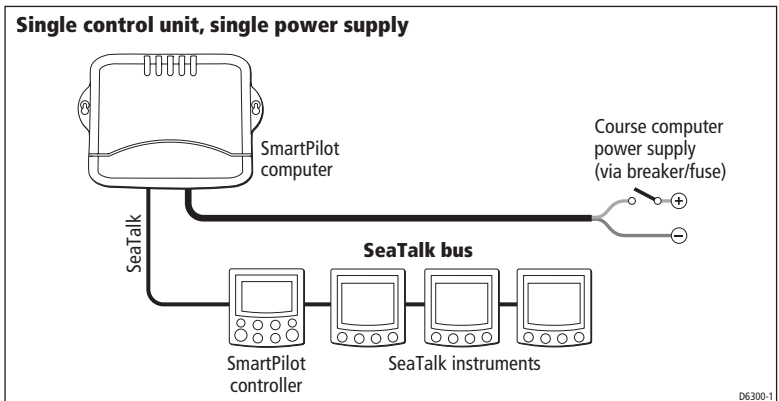 Single control unit, single power supply
SmartPilot
computer
Course computer
power supply
(via breaker/fuse)
+
−
SeaTalk
SeaTalk bus
SmartPilot
controller
SeaTalk instruments
D6300-1